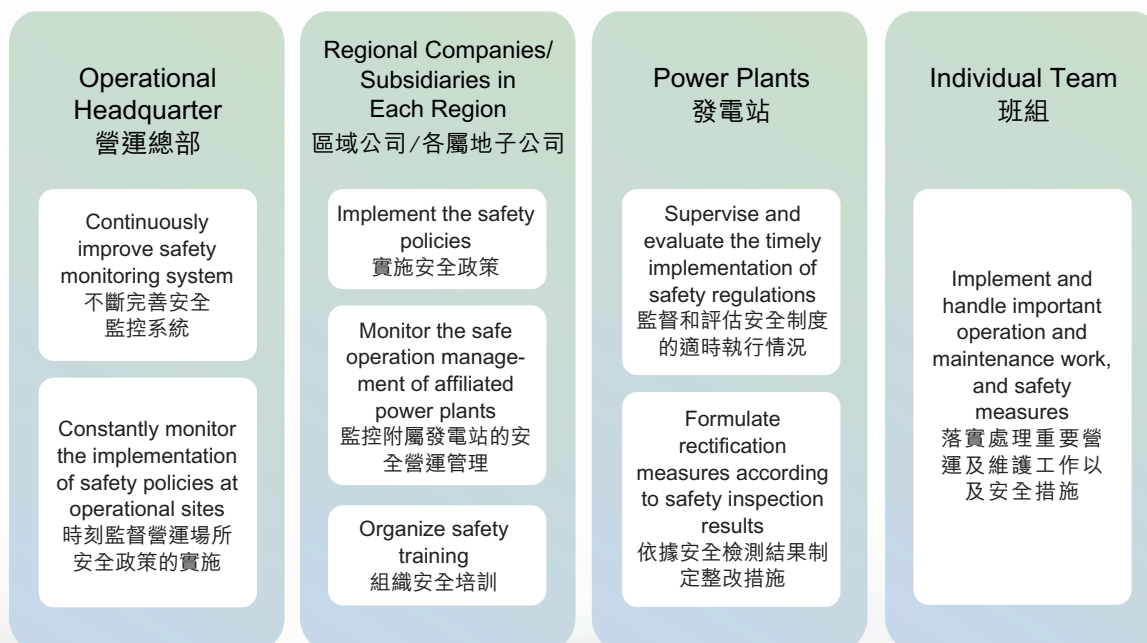 Operational
Headquarter
營運總部
Continuously
improve safety
monitoring system
不斷完善安全
監控系統
Constantly monitor
the implementation
of safety policies at
operational sites
時刻監督營運場所
安全政策的實施
Regional Companies/
Subsidiaries in
Each Region
區域公司/各屬地子公司
Implement the safety
policies
實施安全政策
Monitor the safe
operation manage-
ment of affiliated
power plants
監控附屬發電站的安
全營運管理
Organize safety
training
組織安全培訓
Power Plants
發電站
Supervise and
evaluate the timely
implementation of
safety regulations
監督和評估安全制度
的適時執行情況
Formulate
rectification
measures according
to safety inspection
results
依據安全檢測結果制
定整改措施
Individual Team
班組
Implement and
handle important
operation and
maintenance work,
and safety
measures
落實處理重要營
運及維護工作以
及安全措施